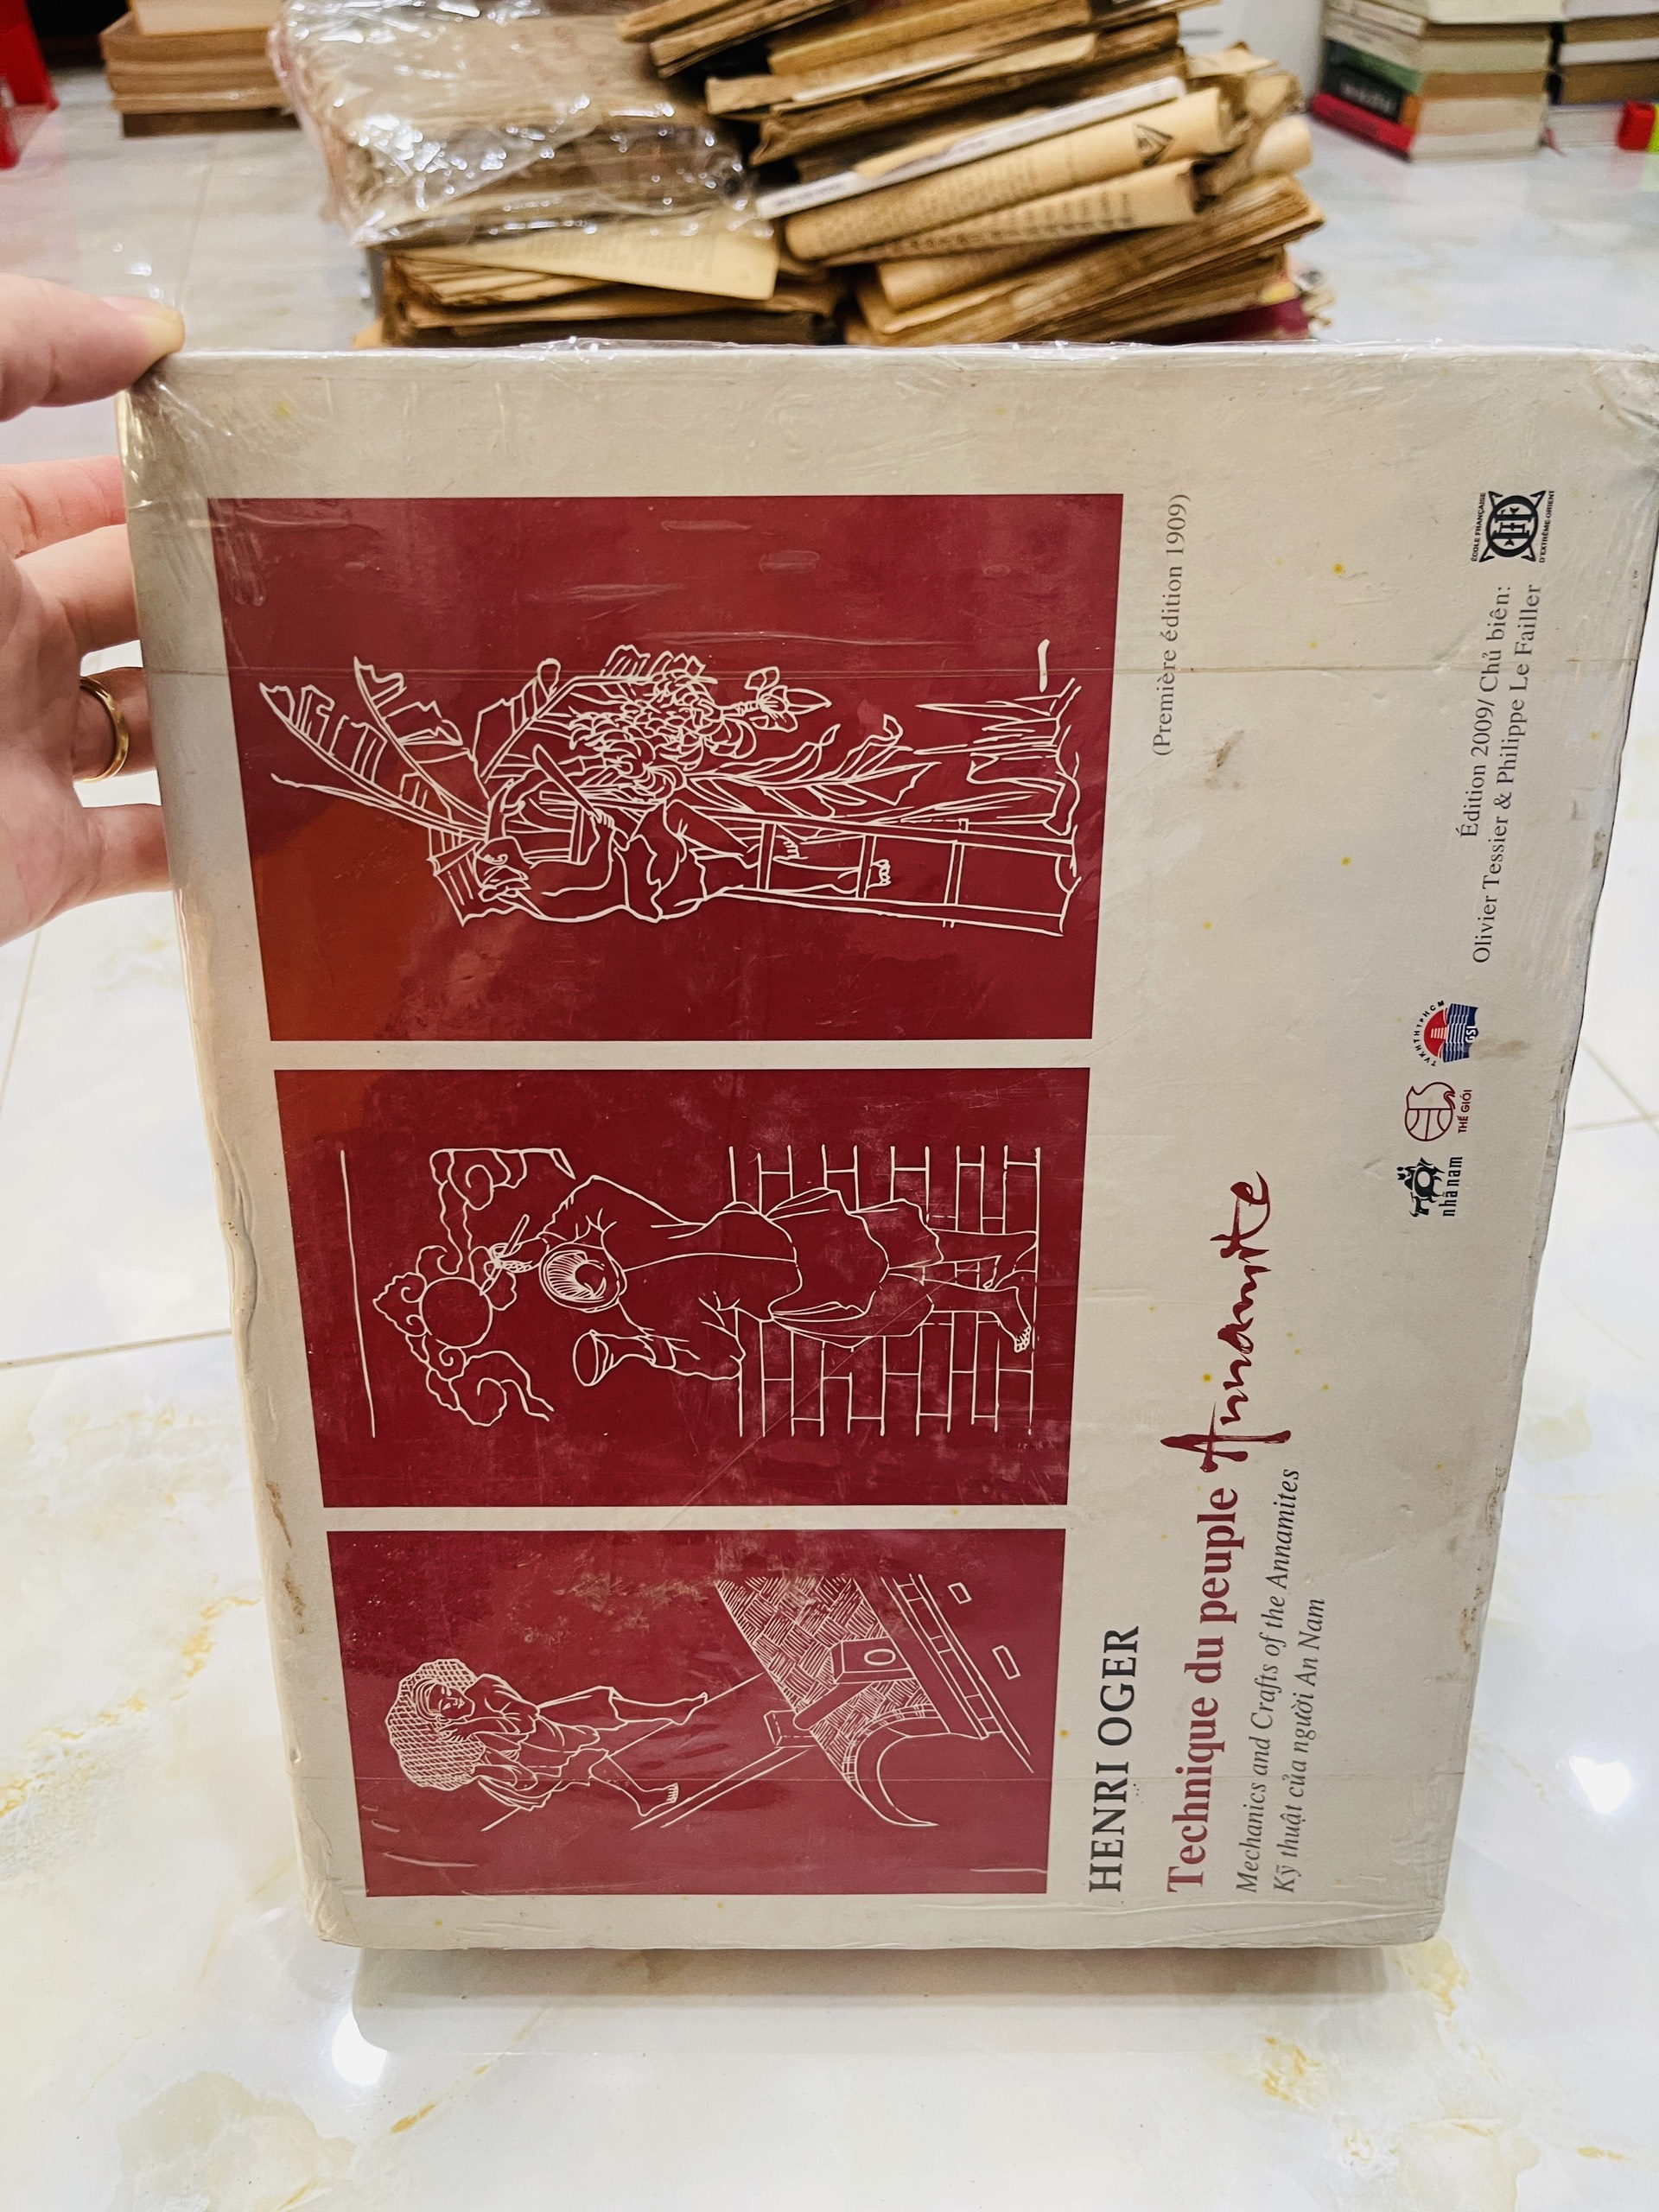 HENRI OGER
(Première édition 1909)
Technique du peuple Annamite
Mechanics and Crafts of the Annamites
Kỹ thuật của người An Nam
nhã nam
THẾ GIỚI
TVKHTHTPHCM
GSL
Édition 2009/ Chủ biên:
Olivier Tessier & Philippe Le Failler
ÉCOLE FRANÇAISE
D'EXTRÊME-ORIENT